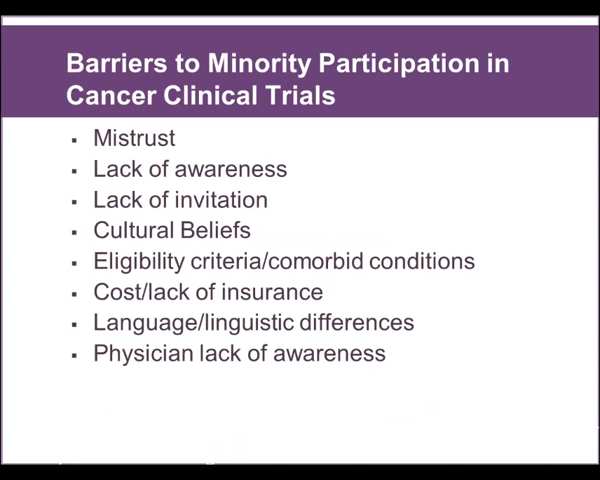 Barriers to Minority Participation in
Cancer Clinical Trials
▪ Mistrust
▪ Lack of awareness
▪ Lack of invitation
▪ Cultural Beliefs
▪ Eligibility criteria/comorbid conditions
▪ Cost/lack of insurance
▪ Language/linguistic differences
▪ Physician lack of awareness